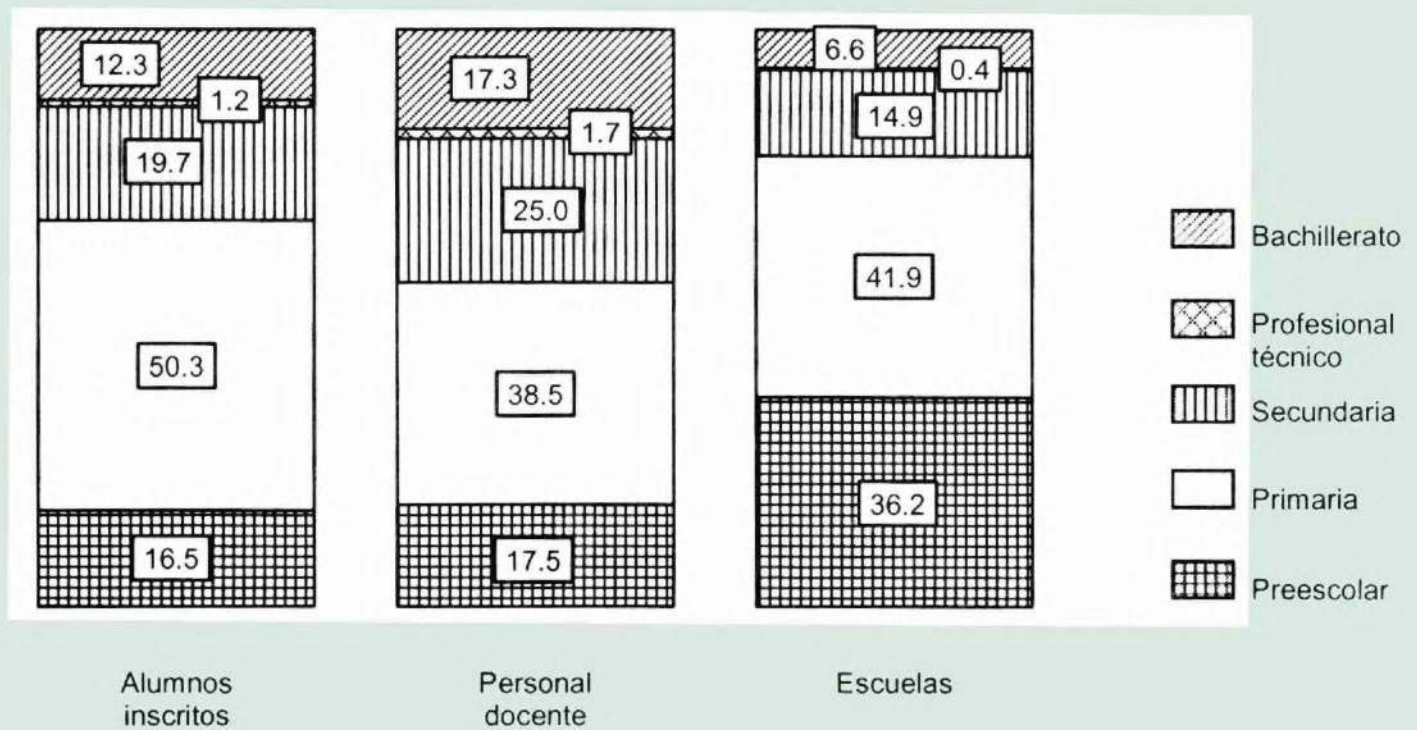 12.3
1.2
19.7
50.3
16.5
17.3
1.7
25.0
38.5
17.5
6.6
0.4
14.9
41.9
36.2
Bachillerato
Profesional
técnico
Secundaria
Primaria
Preescolar
Alumnos
inscritos
Personal
docente
Escuelas